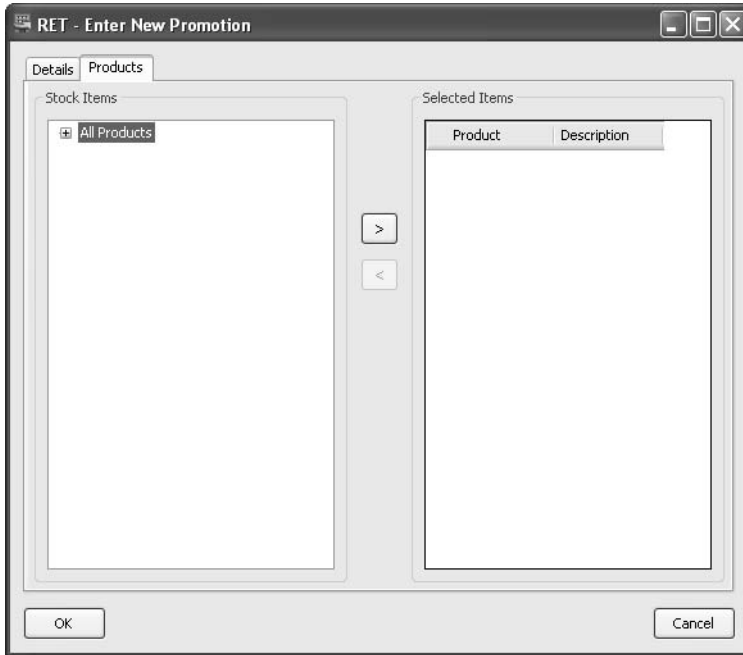 RET - Enter New Promotion
Details Products
Stock Items
All Products
Selected Items
Product Description
>
<
OK
Cancel